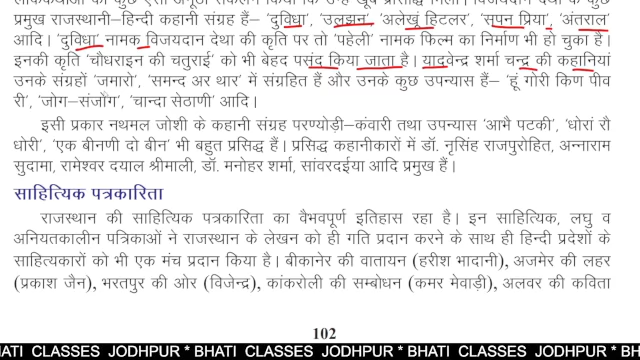 प्रमुख राजस्थानी-हिन्दी कहानी संग्रह हैं- 'दुविधा', 'उलझन', 'अलेखूं हिटलर', 'सपन प्रिया', 'अंतराल'
आदि। 'दुविधा' नामक विजयदान देथा की कृति पर तो 'पहेली' नामक फिल्म का निर्माण भी हो चुका है।
इनकी कृति 'चौधराइन की चतुराई' को भी बेहद पसंद किया जाता है। यादवेन्द्र शर्मा चन्द्र की कहानियां
उनके संग्रहों 'जमारो', 'समन्द अर थार' में संग्रहित हैं और उनके कुछ उपन्यास हैं- 'हूं गोरी किण पीव
री', 'जोग-संजोग', 'चान्दा सेठाणी' आदि।
इसी प्रकार नथमल जोशी के कहानी संग्रह परण्योड़ी-कंवारी तथा उपन्यास 'आभै पटकी', 'धोरां रौ
धोरी', 'एक बीनणी दो बीन' भी बहुत प्रसिद्ध हैं। प्रसिद्ध कहानीकारों में डॉ. नृसिंह राजपुरोहित, अन्नाराम
सुदामा, रामेश्वर दयाल श्रीमाली, डॉ. मनोहर शर्मा, सांवरदईया आदि प्रमुख हैं।
साहित्यिक पत्रकारिता
राजस्थान की साहित्यिक पत्रकारिता का वैभवपूर्ण इतिहास रहा है। इन साहित्यिक, लघु व
अनियतकालीन पत्रिकाओं ने राजस्थान के लेखन को ही गति प्रदान करने के साथ ही हिन्दी प्रदेशों के
साहित्यकारों को भी एक मंच प्रदान किया है। बीकानेर की वातायन (हरीश भादानी), अजमेर की लहर
(प्रकाश जैन), भरतपुर की ओर (विजेन्द्र), कांकरोली की सम्बोधन (कमर मेवाड़ी), अलवर की कविता
102
BHATI CLASSES JODHPUR * BHATI CLASSES JODHPUR * BHATI CLASSES JODHPUR * BH